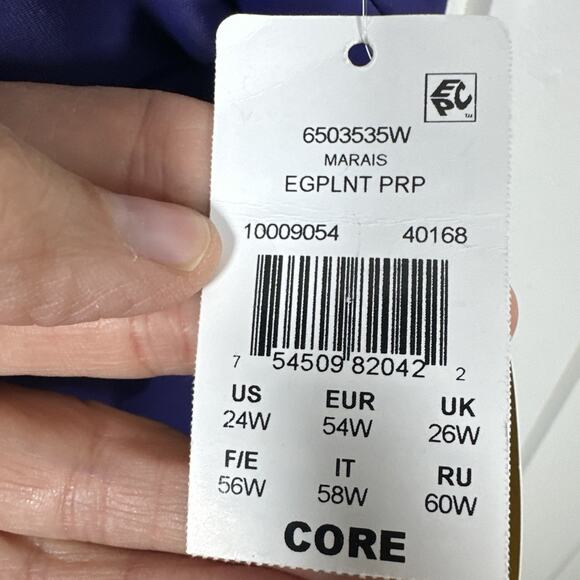 EPC
TM
6503535W
MARAIS
EGPLNT PRP
10009054 40168
7 54509 82042 2
US EUR UK
24W 54W 26W
F/E IT RU
56W 58W 60W
CORE